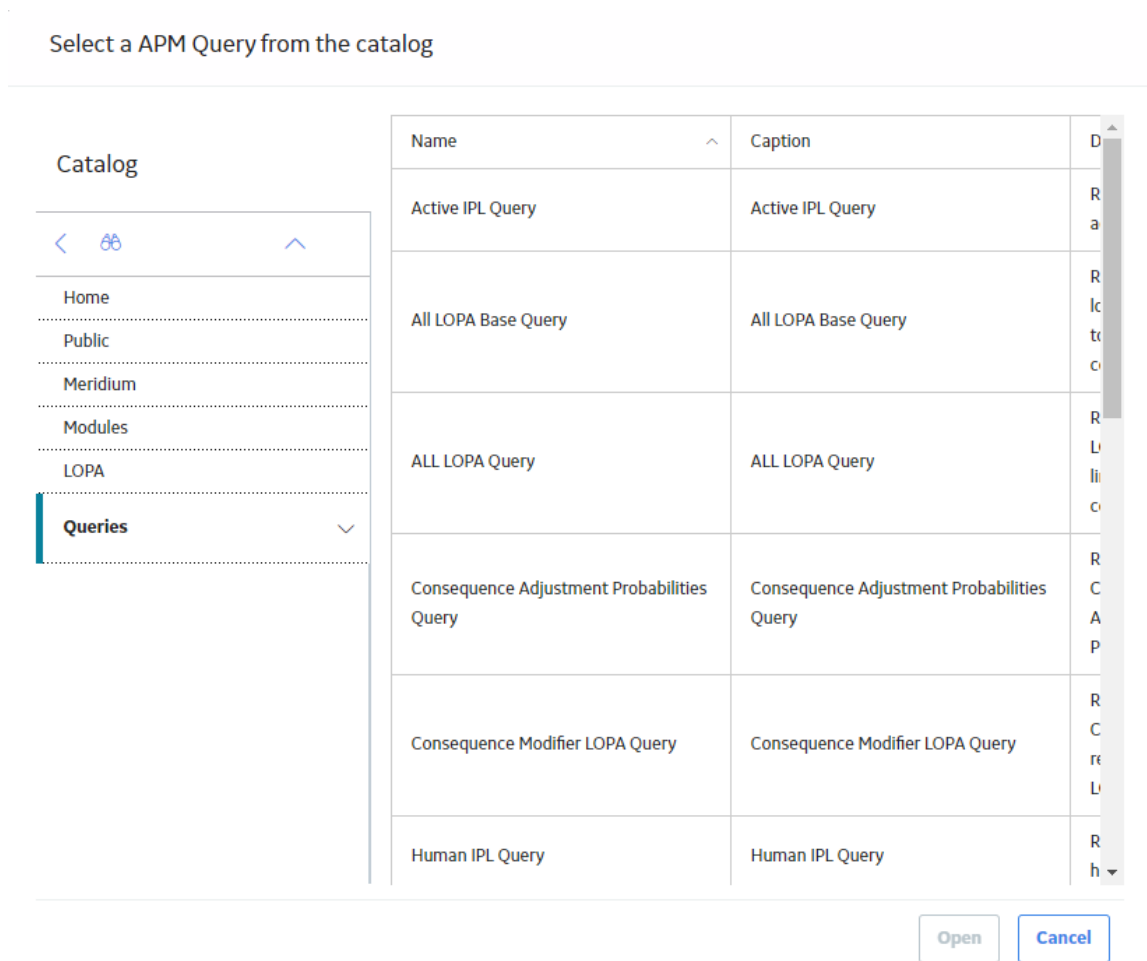 Select a APM Query from the catalog
Catalog
Home
Public
Meridium
Modules
LOPA
Queries
Name Caption
Active IPL Query Active IPL Query
All LOPA Base Query All LOPA Base Query
ALL LOPA Query ALL LOPA Query
Consequence Adjustment Probabilities Consequence Adjustment Probabilities
Query Query
Consequence Modifier LOPA Query Consequence Modifier LOPA Query
Human IPL Query Human IPL Query
Open Cancel